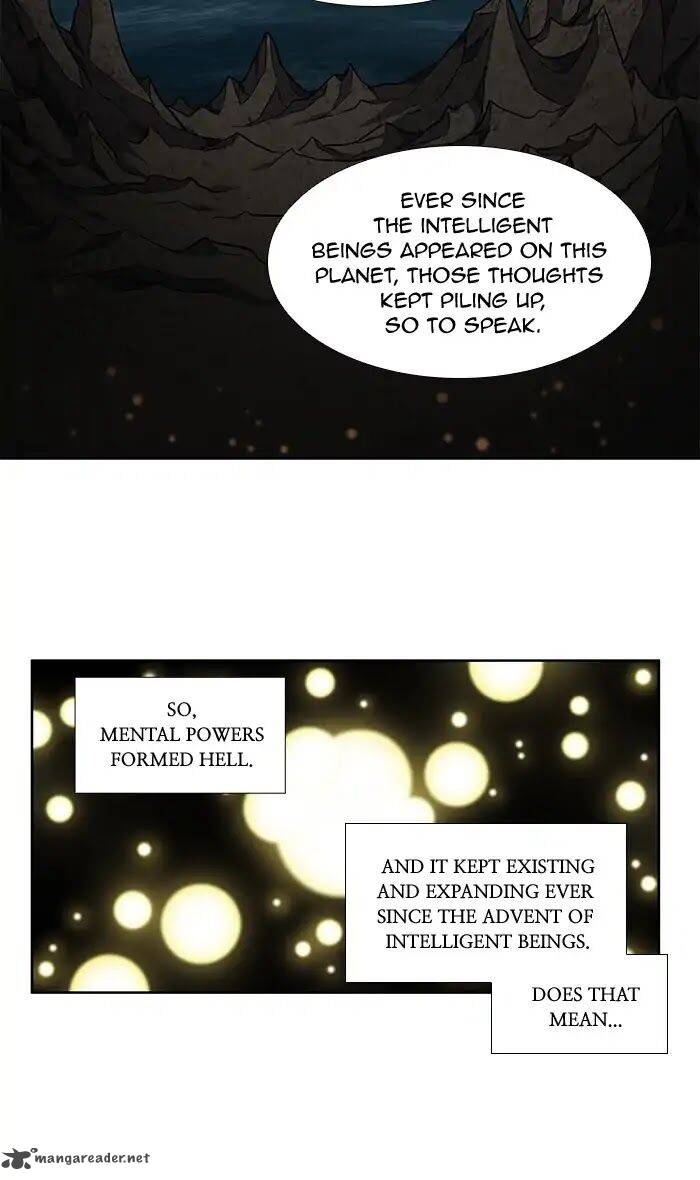 EVER SINCE
THE INTELLIGENT
BEINGS APPEARED ON THIS
PLANET, THOSE THOUGHTS
KEPT PILING UP,
SO TO SPEAK.
SO,
MENTAL POWERS
FORMED HELL.
AND IT KEPT EXISTING
AND EXPANDING EVER
SINCE THE ADVENT OF
INTELLIGENT BEINGS.
DOES THAT
MEAN...
mangareader.net